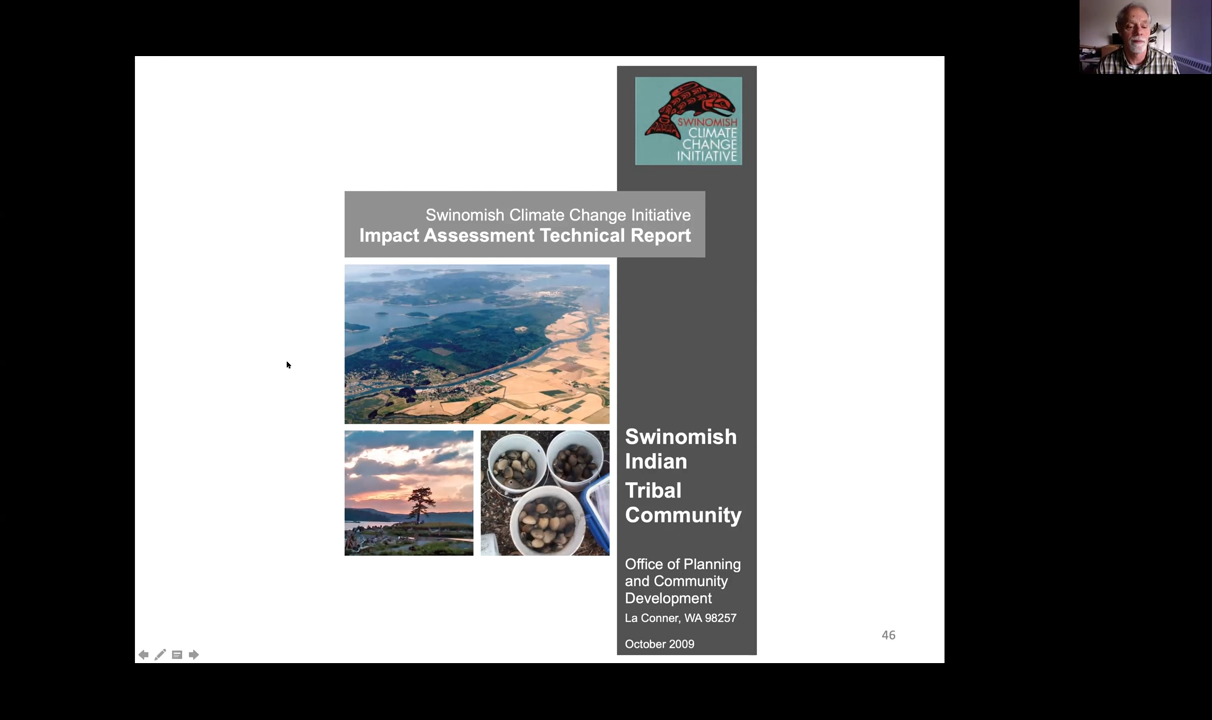 SWINOMISH
CLIMATE
CHANGE
INITIATIVE
Swinomish Climate Change Initiative
Impact Assessment Technical Report
Swinomish
Indian
Tribal
Community
Office of Planning
and Community
Development
La Conner, WA 98257
October 2009
46